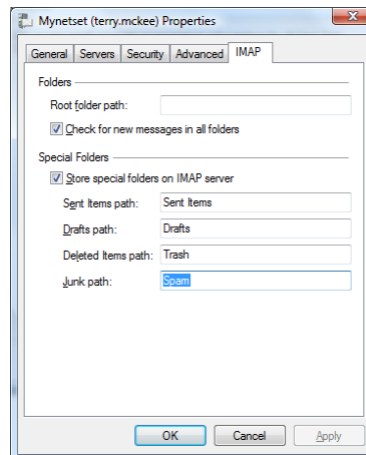 Mynetset (terry.mckee) Properties
General Servers Security Advanced IMAP
Folders
Root folder path:
Check for new messages in all folders
Special Folders
Store special folders on IMAP server
Sent Items path: Sent Items
Drafts path: Drafts
Deleted Items path: Trash
Junk path: Spam
OK Cancel Apply